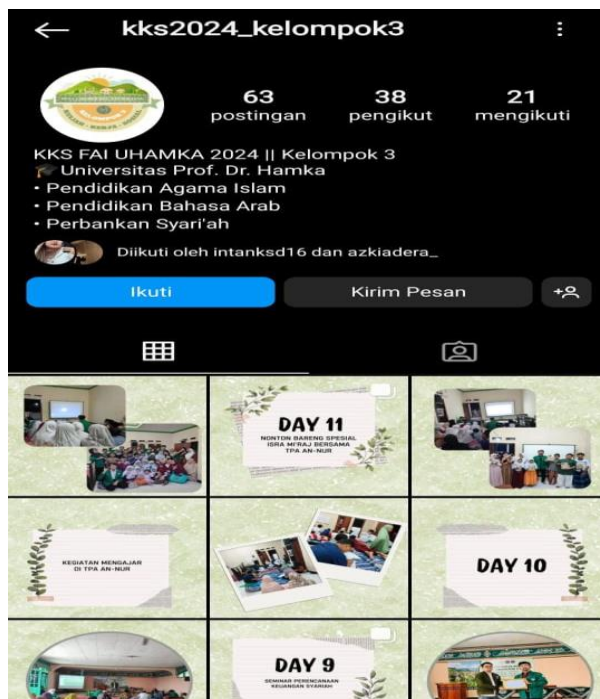 kks2024_kelompok3
63 38 21
postingan pengikut mengikuti
KKS FAI UHAMKA 2024 || Kelompok 3
Universitas Prof. Dr. Hamka
• Pendidikan Agama Islam
• Pendidikan Bahasa Arab
• Perbankan Syari'ah
Diikuti oleh intanksd16 dan azkiadera_
Ikuti Kirim Pesan
DAY 11
NONTON BARENG SPESIAL
ISRA MI'RAJ BERSAMA
TPA AN-NUR
KEGIATAN MENGAJAR
DI TPA AN-NUR
DAY 10
DAY 9
SEMINAR PERENCANAAN
KEUANGAN SYARIAH